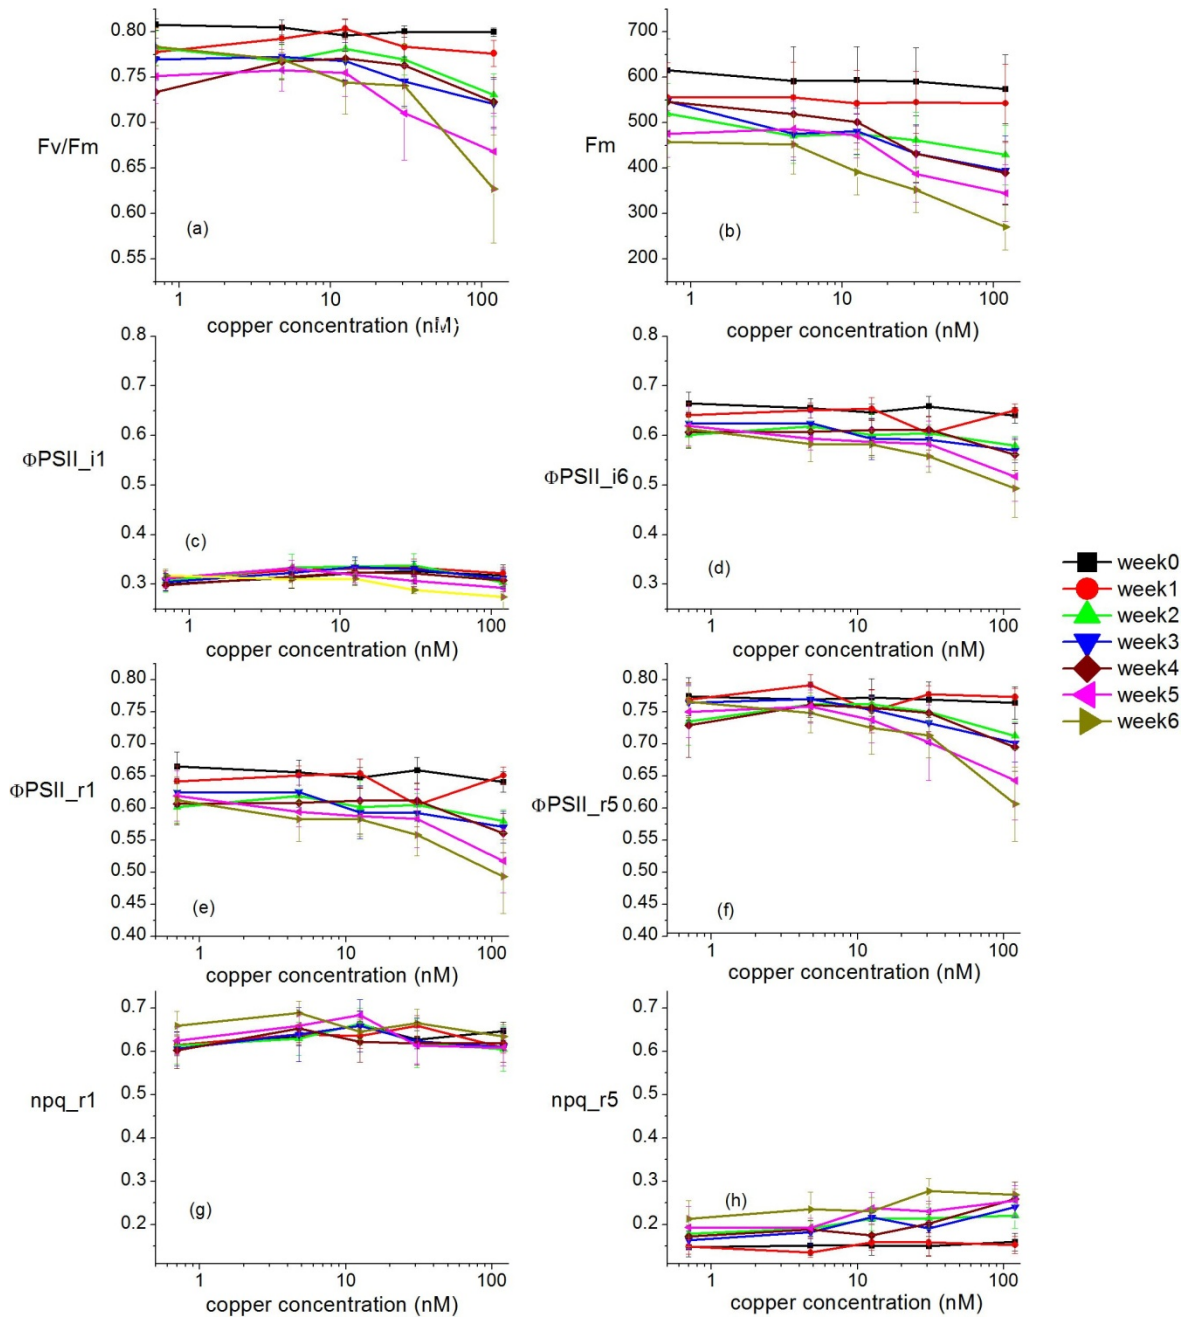 0.80
0.75
0.70
Fv/Fm
0.65
0.60
(a)
0.55
1 10 100
copper concentration (nM)
700
600
500
Fm
400
300
(b)
200
1 10 100
copper concentration (nM)
0.8
0.7
0.6
0.5
ΦPSII_i1
0.4
(c)
0.3
1 10 100
copper concentration (nM)
0.8
0.7
0.6
0.5
ΦPSII_i6
0.4
0.3
(d)
1 10 100
copper concentration (nM)
week0
week1
week2
week3
week4
week5
week6
0.80
0.75
0.70
0.65
ΦPSII_r1
0.60
0.55
0.50
0.45
(e)
0.40
1 10 100
copper concentration (nM)
0.80
0.75
0.70
0.65
ΦPSII_r5
0.60
0.55
0.50
0.45
(f)
0.40
1 10 100
copper concentration (nM)
0.7
0.6
0.5
npq_r1
0.4
0.3
(g)
0.2
1 10 100
copper concentration (nM)
0.7
0.6
0.5
npq_r5
0.4
0.3
(h)
0.2
1 10 100
copper concentration (nM)